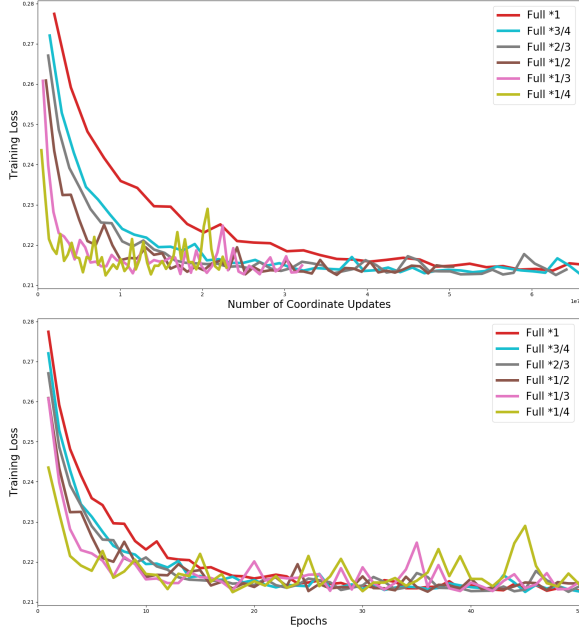 0.28
0.27
0.26
0.25
0.24
0.23
0.22
0.21
Training Loss
Full *1
Full *3/4
Full *2/3
Full *1/2
Full *1/3
Full *1/4
0 1 2 3 4 5 6
Number of Coordinate Updates
0.28
0.27
0.26
0.25
0.24
0.23
0.22
0.21
Training Loss
Full *1
Full *3/4
Full *2/3
Full *1/2
Full *1/3
Full *1/4
0 10 20 30 40
Epochs